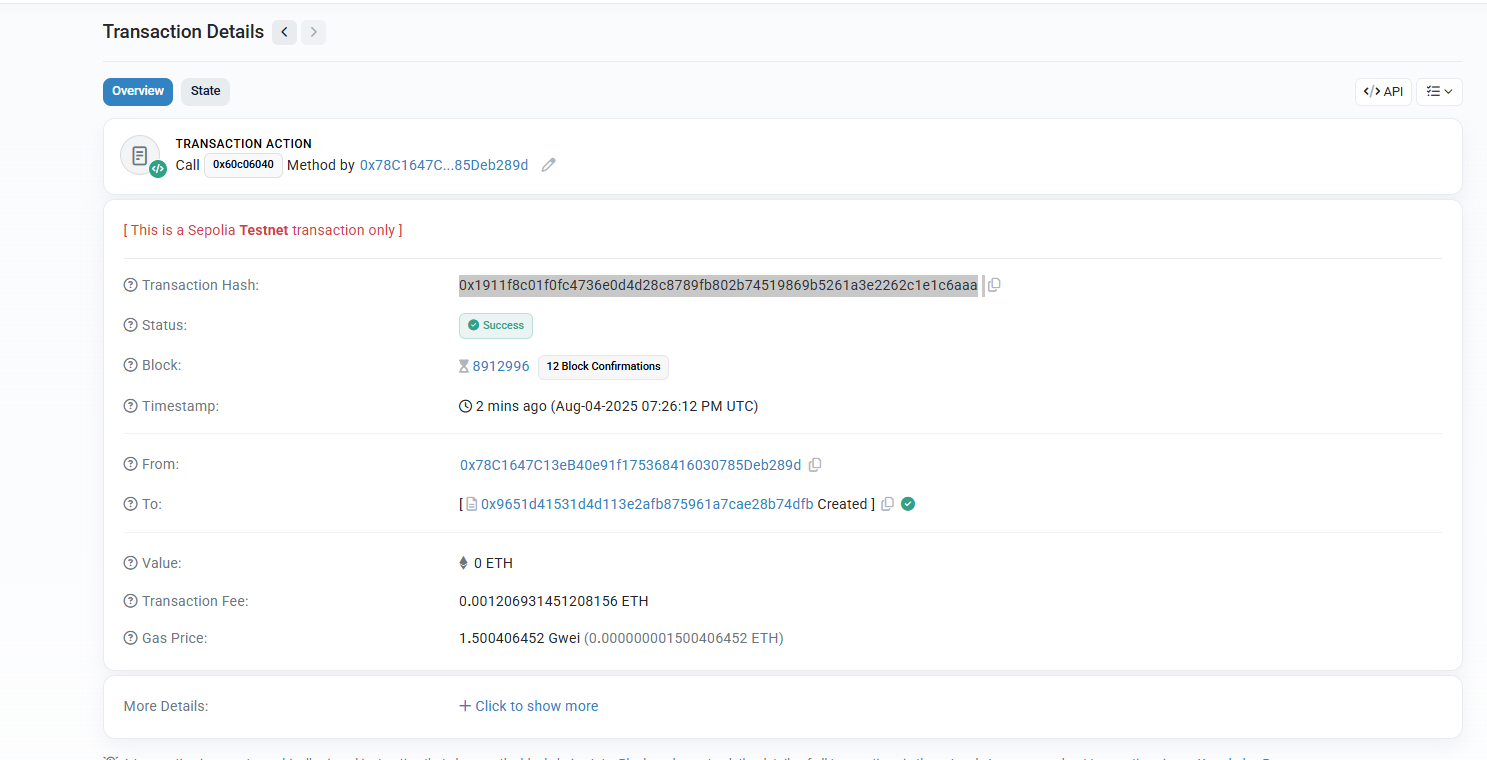 Transaction Details
Overview State
API
TRANSACTION ACTION
Call 0x60c06040 Method by 0x78C1647C...85Deb289d
[ This is a Sepolia Testnet transaction only ]
Transaction Hash: 0x1911f8c01f0fc4736e0d4d28c8789fb802b74519869b5261a3e2262c1e1c6aaa
Status: Success
Block: 8912996 12 Block Confirmations
Timestamp: 2 mins ago (Aug-04-2025 07:26:12 PM UTC)
From: 0x78C1647C13eB40e91f175368416030785Deb289d
To: [ 0x9651d41531d4d113e2afb875961a7cae28b74dfb Created ]
Value: 0 ETH
Transaction Fee: 0.001206931451208156 ETH
Gas Price: 1.500406452 Gwei (0.000000001500406452 ETH)
More Details: + Click to show more